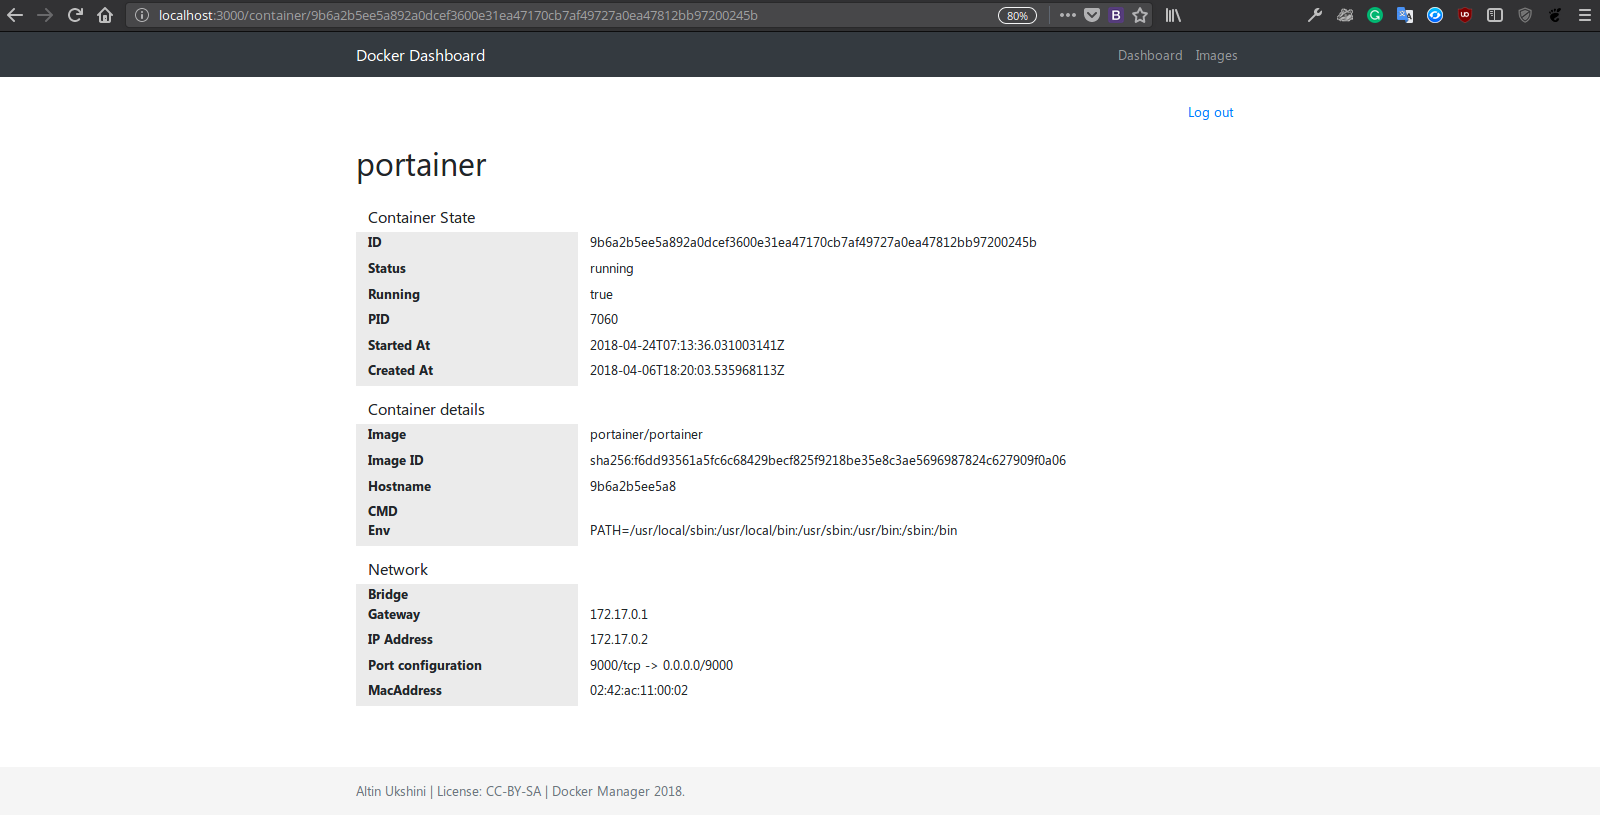 localhost:3000/container/9b6a2b5ee5a892a0dcef3600e31ea47170cb7af49727a0ea47812bb97200245b 80%
Docker Dashboard Dashboard Images
Log out
portainer
Container State
ID 9b6a2b5ee5a892a0dcef3600e31ea47170cb7af49727a0ea47812bb97200245b
Status running
Running true
PID 7060
Started At 2018-04-24T07:13:36.031003141Z
Created At 2018-04-06T18:20:03.535968113Z
Container details
Image portainer/portainer
Image ID sha256:f6dd93561a5fc6c68429becf825f9218be35e8c3ae5696987824c627909f0a06
Hostname 9b6a2b5ee5a8
CMD
Env PATH=/usr/local/sbin:/usr/local/bin:/usr/sbin:/usr/bin:/sbin:/bin
Network
Bridge
Gateway 172.17.0.1
IP Address 172.17.0.2
Port configuration 9000/tcp -> 0.0.0.0/9000
MacAddress 02:42:ac:11:00:02
Altin Ukshini | License: CC-BY-SA | Docker Manager 2018.